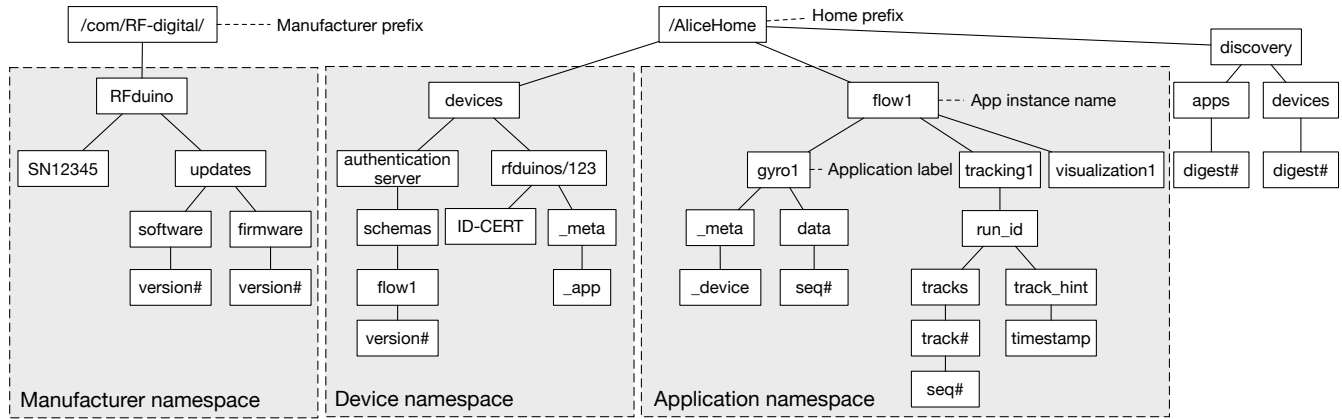 /com/RF-digital/
Manufacturer prefix
/AliceHome
Home prefix
discovery
RFduino
devices
flow1
App instance name
apps
devices
SN12345
updates
authentication
server
rfduinos/123
gyro1
Application label
tracking1
visualization1
digest#
digest#
software
firmware
schemas
ID-CERT
_meta
_meta
data
run_id
version#
version#
flow1
_app
_device
seq#
tracks
track_hint
version#
track#
timestamp
seq#
Manufacturer namespace
Device namespace
Application namespace